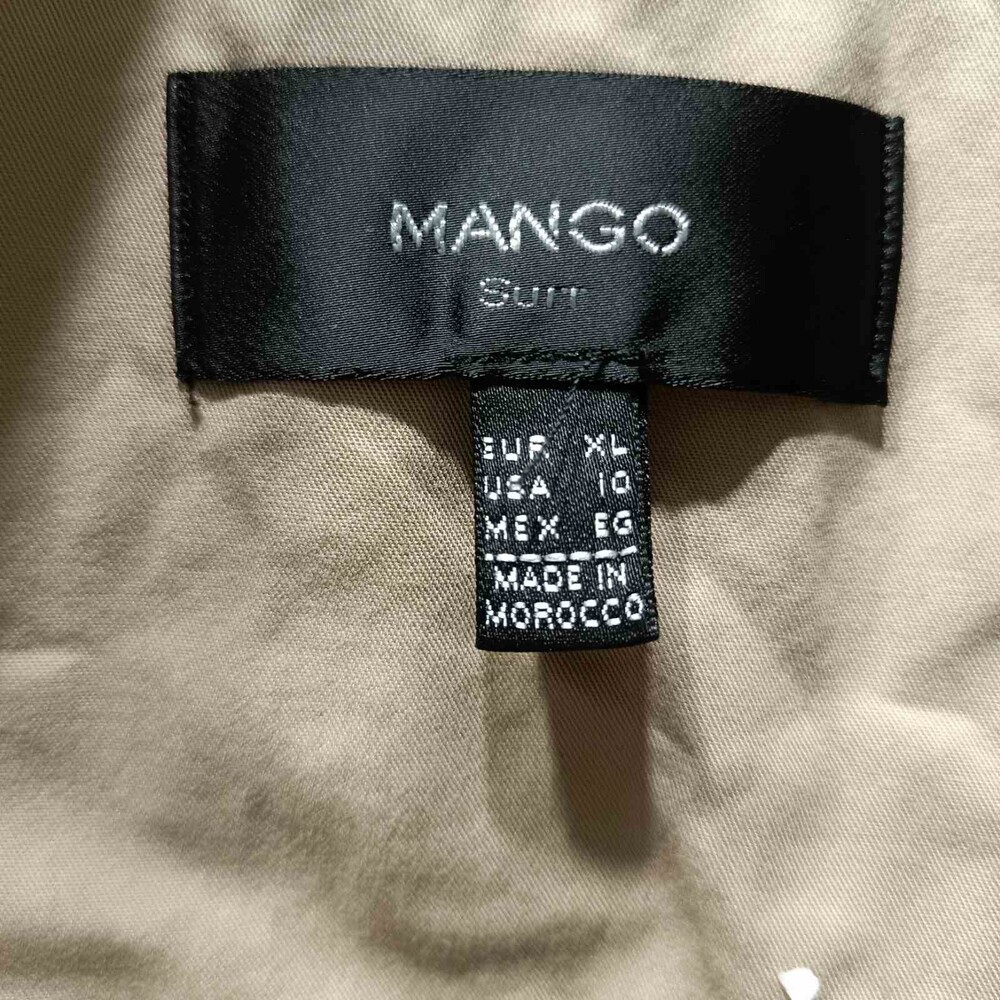 MANGO
Suit
EUR XL
USA 10
MEX EG
MADE IN
MOROCCO